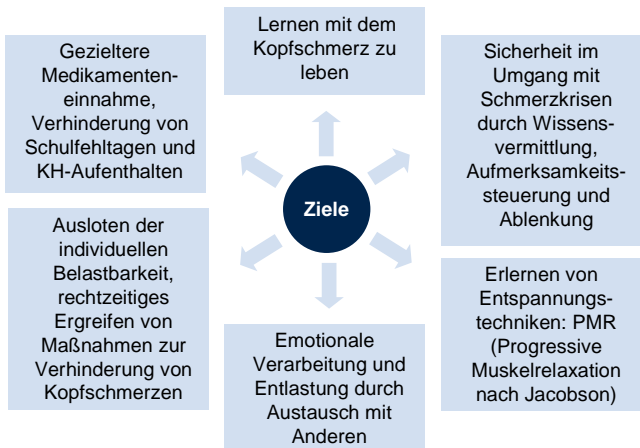 Gezieltere
Medikamenten-
einnahme,
Verhinderung von
Schulfehltagen und
KH-Aufenthalten
Lernen mit dem
Kopfschmerz zu
leben
Sicherheit im
Umgang mit
Schmerzkrisen
durch Wissens-
vermittlung,
Aufmerksamkeits-
steuerung und
Ablenkung
Ziele
Ausloten der
individuellen
Belastbarkeit,
rechtzeitiges
Ergreifen von
Maßnahmen zur
Verhinderung von
Kopfschmerzen
Emotionale
Verarbeitung und
Entlastung durch
Austausch mit
Anderen
Erlernen von
Entspannungs-
techniken: PMR
(Progressive
Muskelrelaxation
nach Jacobson)